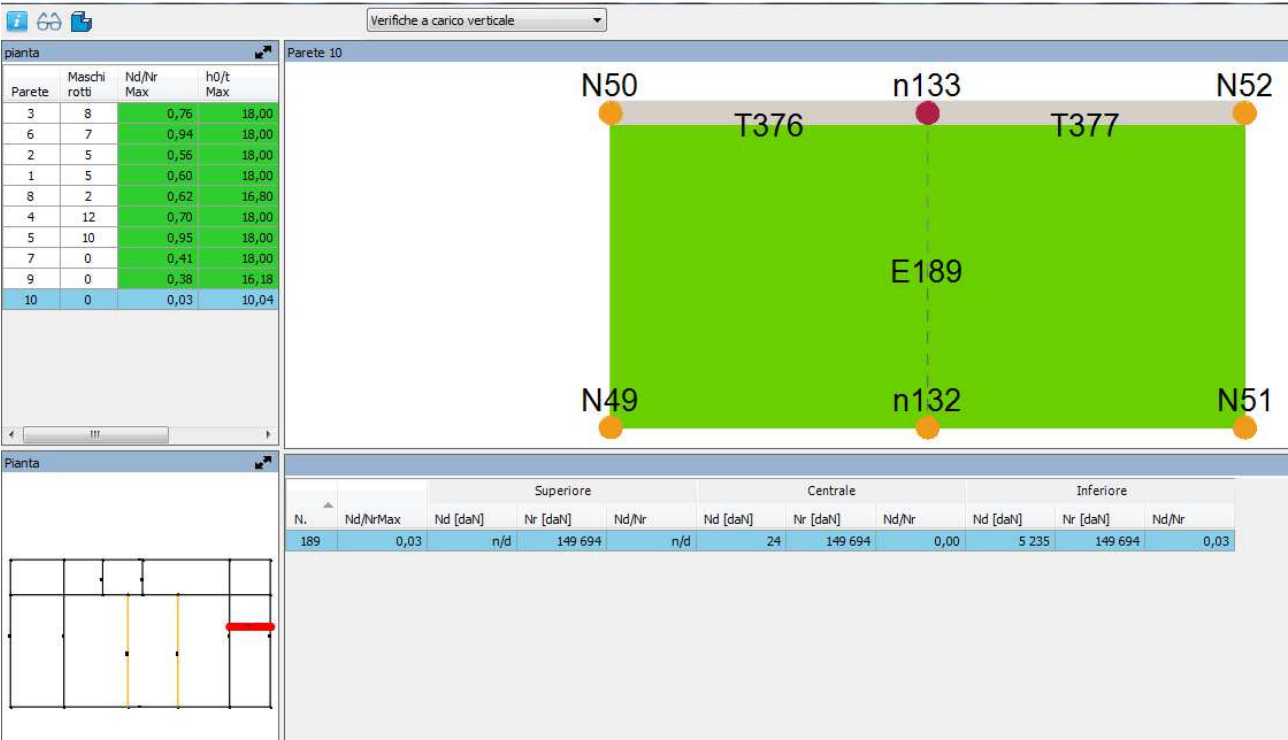 Verifiche a carico verticale
pianta
Parete Maschi rotti Nd/Nr Max h0/t Max
3 8 0,76 18,00
6 7 0,94 18,00
2 5 0,56 18,00
1 5 0,60 18,00
8 2 0,62 16,80
4 12 0,70 18,00
5 10 0,95 18,00
7 0 0,41 18,00
9 0 0,38 16,18
10 0 0,03 10,04
Parete 10
N50 n133 N52
T376 T377
E189
N49 n132 N51
Pianta
Superiore Centrale Inferiore
N. Nd/NrMax Nd [daN] Nr [daN] Nd/Nr Nd [daN] Nr [daN] Nd/Nr Nd [daN] Nr [daN] Nd/Nr
189 0,03 n/d 149 694 n/d 24 149 694 0,00 5 235 149 694 0,03